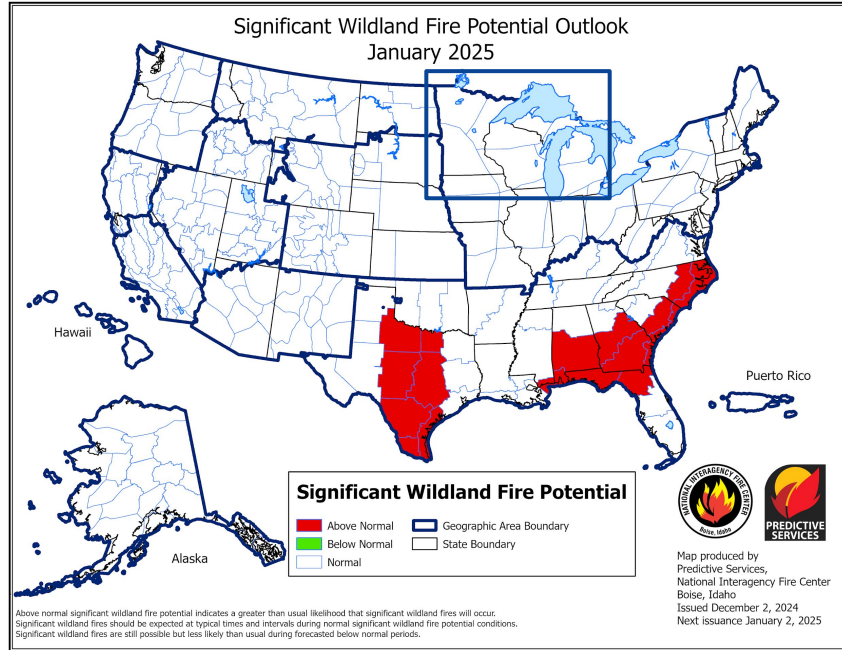 Significant Wildland Fire Potential Outlook
January 2025
Hawaii
Puerto Rico
Alaska
Significant Wildland Fire Potential
Above Normal
Geographic Area Boundary
Below Normal
State Boundary
Normal
NATIONAL INTERAGENCY FIRE CENTER
Boise, Idaho
PREDICTIVE
SERVICES
Map produced by
Predictive Services,
National Interagency Fire Center
Boise, Idaho
Issued December 2, 2024
Next issuance January 2, 2025
Above normal significant wildland fire potential indicates a greater than usual likelihood that significant wildland fires will occur.
Significant wildland fires should be expected at typical times and intervals during normal significant wildland fire potential conditions.
Significant wildland fires are still possible but less likely than usual during forecasted below normal periods.